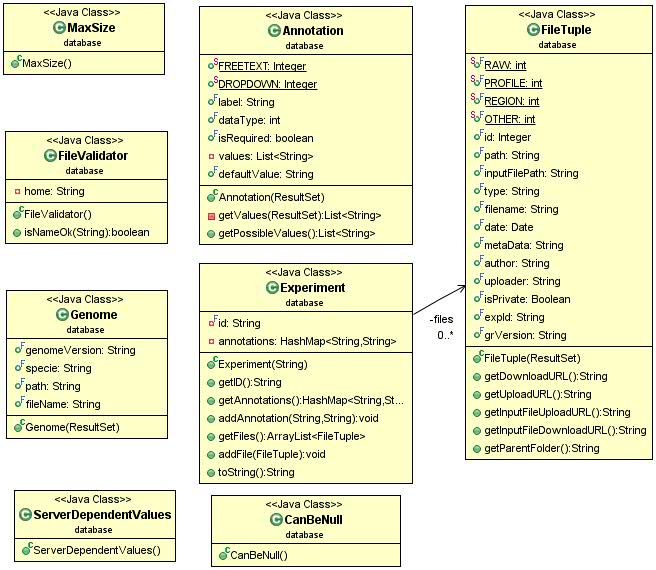 <<Java Class>>
MaxSize
database
MaxSize()
<<Java Class>>
Annotation
database
FREETEXT: Integer
DROPDOWN: Integer
label: String
dataType: int
isRequired: boolean
values: List<String>
defaultValue: String
Annotation(ResultSet)
getValues(ResultSet):List<String>
getPossibleValues():List<String>
<<Java Class>>
FileTuple
database
RAW: int
PROFILE: int
REGION: int
OTHER: int
id: Integer
path: String
inputFilePath: String
type: String
filename: String
date: Date
metaData: String
author: String
uploader: String
isPrivate: Boolean
expId: String
grVersion: String
FileTuple(ResultSet)
getDownloadURL():String
getUploadURL():String
getInputFileUploadURL():String
getInputFileDownloadURL():String
getParentFolder():String
<<Java Class>>
FileValidator
database
home: String
FileValidator()
isNameOk(String):boolean
<<Java Class>>
Experiment
database
id: String
annotations: HashMap<String,String>
Experiment(String)
getID():String
getAnnotations():HashMap<String,St...
addAnnotation(String,String):void
getFiles():ArrayList<FileTuple>
addFile(FileTuple):void
toString():String
-files
0..*
<<Java Class>>
Genome
database
genomeVersion: String
specie: String
path: String
fileName: String
Genome(ResultSet)
<<Java Class>>
ServerDependentValues
database
ServerDependentValues()
<<Java Class>>
CanBeNull
database
CanBeNull()